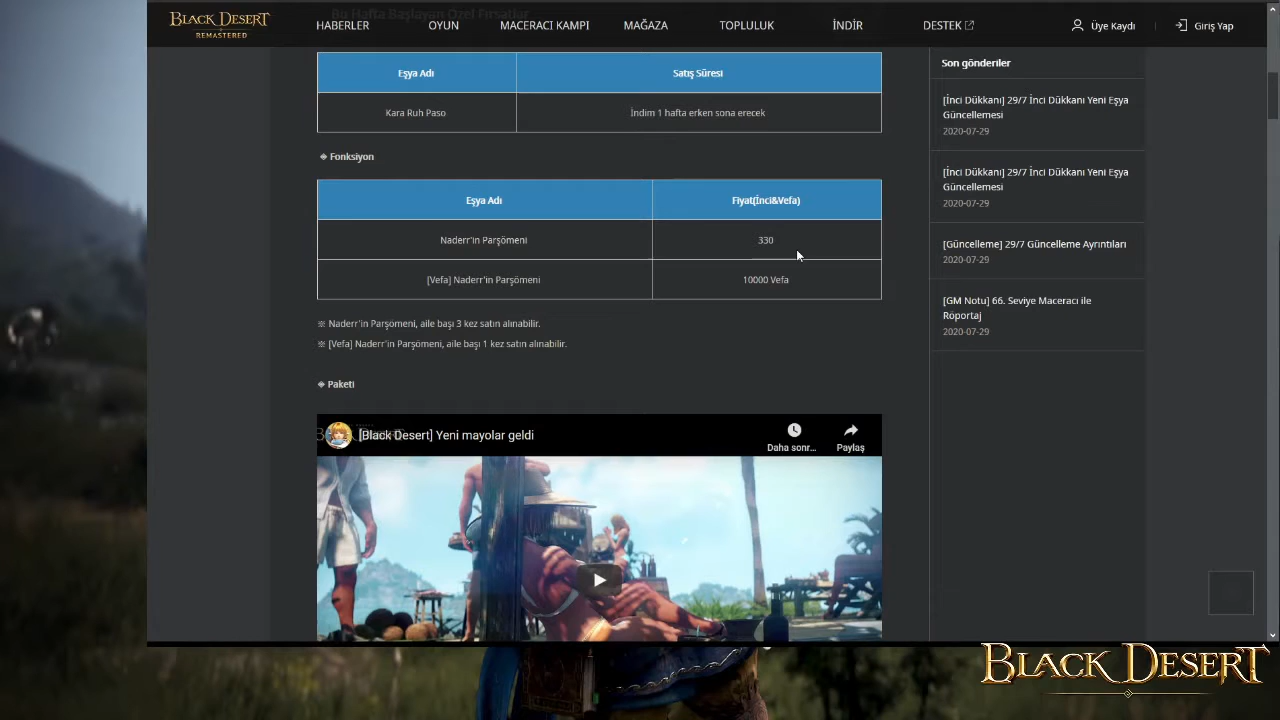 Bu Hafta Başlayan Özel Fırsatlar
BLACK DESERT
REMASTERED
HABERLER
OYUN
MACERACI KAMPI
MAĞAZA
TOPLULUK
İNDİR
DESTEK
Üye Kaydı
Giriş Yap
Eşya Adı
Satış Süresi
Kara Ruh Paso
İndim 1 hafta erken sona erecek
◈ Fonksiyon
Eşya Adı
Fiyat(İnci&Vefa)
Naderr'in Parşömeni
330
[Vefa] Naderr'in Parşömeni
10000 Vefa
※ Naderr'in Parşömeni, aile başı 3 kez satın alınabilir.
※ [Vefa] Naderr'in Parşömeni, aile başı 1 kez satın alınabilir.
◈ Paketi
[Black Desert] Yeni mayolar geldi
Daha sonr...
Paylaş
Son gönderiler
[İnci Dükkanı] 29/7 İnci Dükkanı Yeni Eşya
Güncellemesi
2020-07-29
[İnci Dükkanı] 29/7 İnci Dükkanı Yeni Eşya
Güncellemesi
2020-07-29
[Güncelleme] 29/7 Güncelleme Ayrıntıları
2020-07-29
[GM Notu] 66. Seviye Maceracı ile
Röportaj
2020-07-29
BLACK DESERT